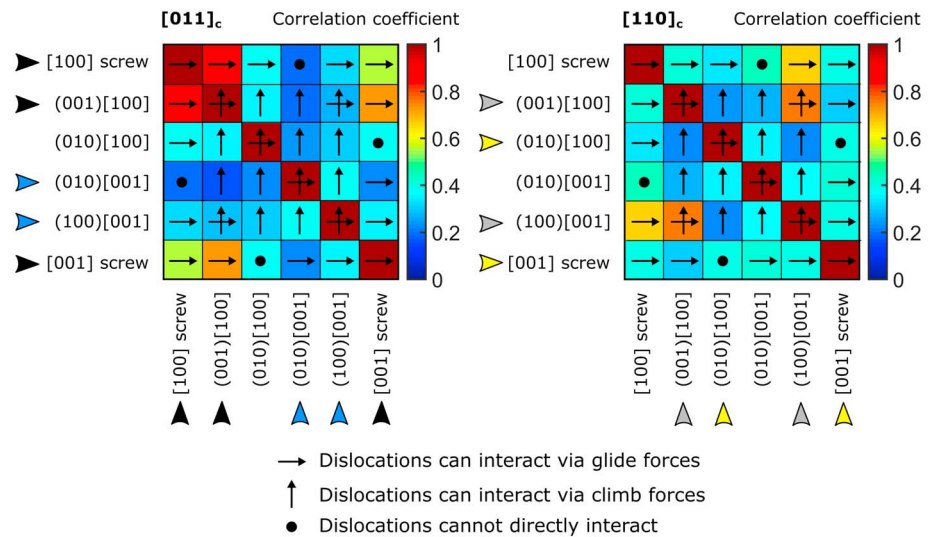 [011]c Correlation coefficient
[110]c Correlation coefficient
[100] screw
(001)[100]
(010)[100]
(010)[001]
(100)[001]
[001] screw
1
0.8
0.6
0.4
0.2
0
[100] screw
(001)[100]
(010)[100]
(010)[001]
(100)[001]
[001] screw
1
0.8
0.6
0.4
0.2
0
[100] screw
(001)[100]
(010)[100]
(010)[001]
(100)[001]
[001] screw
[100] screw
(001)[100]
(010)[100]
(010)[001]
(100)[001]
[001] screw
Dislocations can interact via glide forces
Dislocations can interact via climb forces
Dislocations cannot directly interact